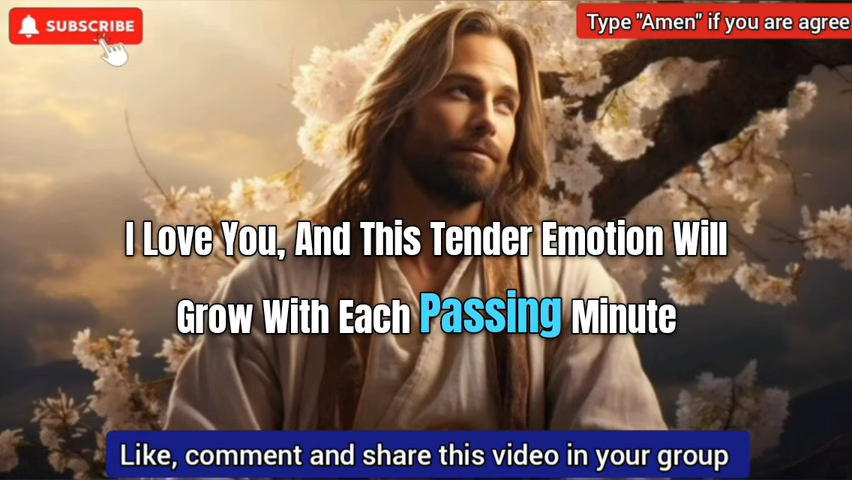 SUBSCRIBE
Type "Amen" if you are agree
I Love You, And This Tender Emotion Will
Grow With Each Passing Minute
Like, comment and share this video in your group